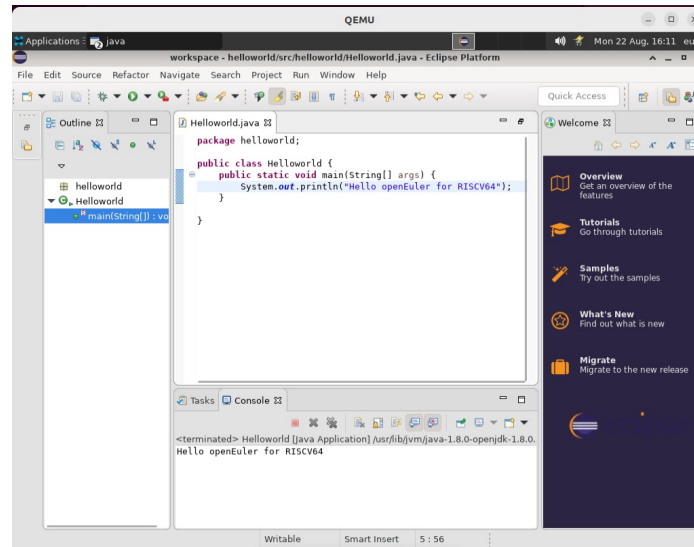 QEMU
Applications
java
Mon 22 Aug, 16:11
workspace - helloworld/src/helloworld/Helloworld.java - Eclipse Platform
File Edit Source Refactor Navigate Search Project Run Window Help
Quick Access
Outline
helloworld
Helloworld
main(String[]) : vo
Helloworld.java
package helloworld;
public class Helloworld {
public static void main(String[] args) {
System.out.println("Hello openEuler for RISCV64");
}
}
Tasks Console
<terminated> Helloworld [Java Application] /usr/lib/jvm/java-1.8.0-openjdk-1.8.0.
Hello openEuler for RISCV64
Welcome
Overview
Get an overview of the
features
Tutorials
Go through tutorials
Samples
Try out the samples
What's New
Find out what is new
Migrate
Migrate to the new release
Writable Smart Insert 5 : 56